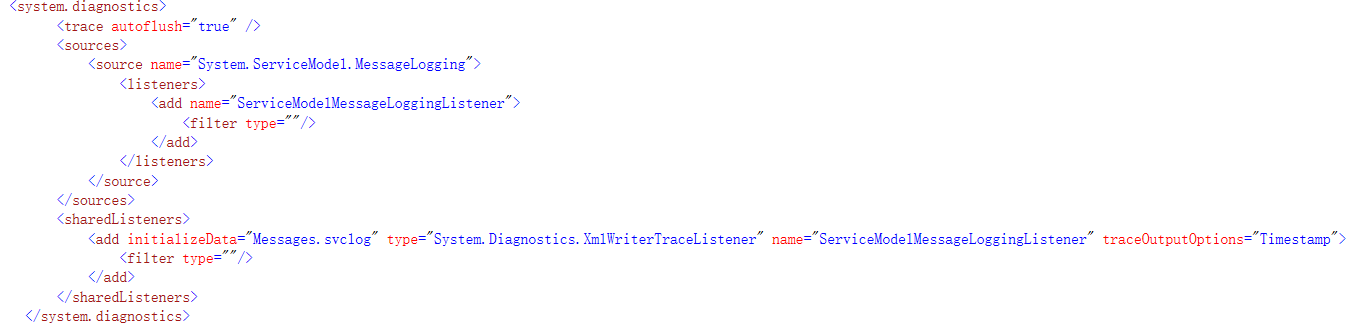 <system.diagnostics>
<trace autoflush="true" />
<sources>
<source name="System.ServiceModel.MessageLogging">
<listeners>
<add name="ServiceModelMessageLoggingListener">
<filter type=""/>
</add>
</listeners>
</source>
</sources>
<sharedListeners>
<add initializeData="Messages.svclog" type="System.Diagnostics.XmlWriterTraceListener" name="ServiceModelMessageLoggingListener" traceOutputOptions="Timestamp">
<filter type=""/>
</add>
</sharedListeners>
</system.diagnostics>